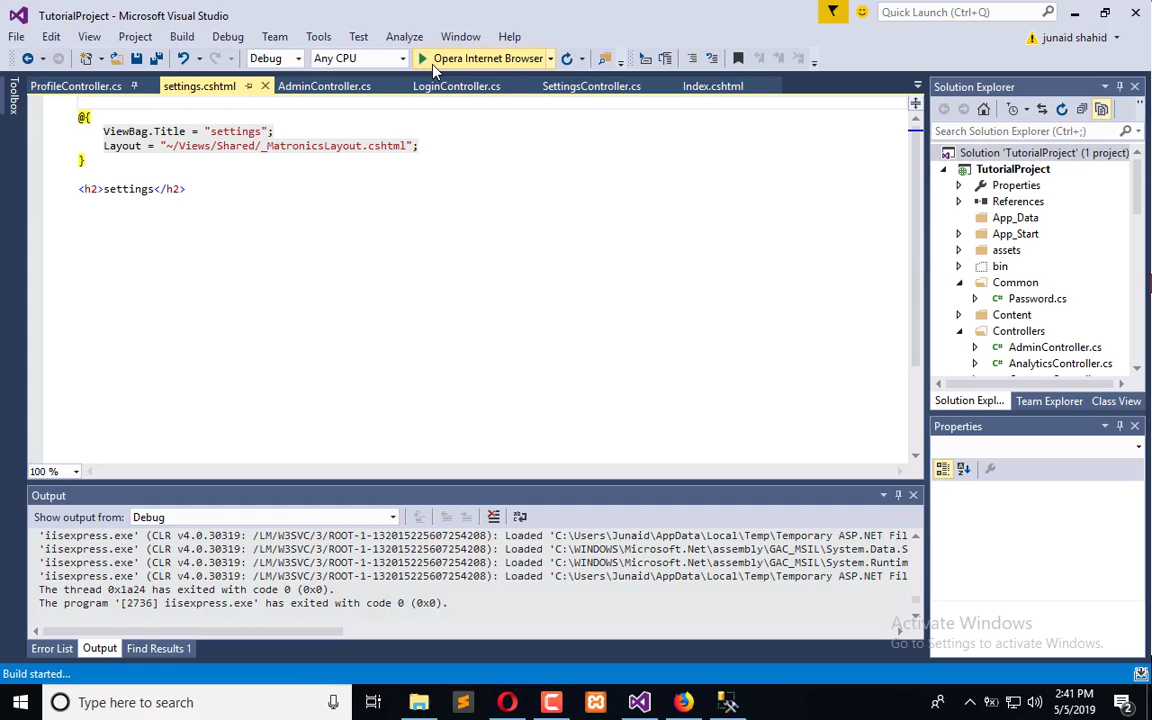 TutorialProject - Microsoft Visual Studio
Quick Launch (Ctrl+Q)
File Edit View Project Build Debug Team Tools Test Analyze Window Help
junaid shahid
Debug Any CPU Opera Internet Browser
Toolbox
ProfileController.cs settings.cshtml AdminController.cs LoginController.cs SettingsController.cs Index.cshtml
@{
ViewBag.Title = "settings";
Layout = "~/Views/Shared/_MatronicsLayout.cshtml";
}
<h2>settings</h2>
100 %
Solution Explorer
Search Solution Explorer (Ctrl+;)
Solution 'TutorialProject' (1 project)
TutorialProject
Properties
References
App_Data
App_Start
assets
bin
Common
Password.cs
Content
Controllers
AdminController.cs
AnalyticsController.cs
Solution Expl... Team Explorer Class View
Properties
Output
Show output from: Debug
'iisexpress.exe' (CLR v4.0.30319: /LM/W3SVC/3/ROOT-1-132015225607254208): Loaded 'C:\Users\Junaid\AppData\Local\Temp\Temporary ASP.NET Fil
'iisexpress.exe' (CLR v4.0.30319: /LM/W3SVC/3/ROOT-1-132015225607254208): Loaded 'C:\WINDOWS\Microsoft.Net\assembly\GAC_MSIL\System.Data.S
'iisexpress.exe' (CLR v4.0.30319: /LM/W3SVC/3/ROOT-1-132015225607254208): Loaded 'C:\WINDOWS\Microsoft.Net\assembly\GAC_MSIL\System.Runtim
'iisexpress.exe' (CLR v4.0.30319: /LM/W3SVC/3/ROOT-1-132015225607254208): Loaded 'C:\Users\Junaid\AppData\Local\Temp\Temporary ASP.NET Fil
The thread 0x1a24 has exited with code 0 (0x0).
The program '[2736] iisexpress.exe' has exited with code 0 (0x0).
Activate Windows
Go to Settings to activate Windows.
Error List Output Find Results 1
Build started...
Type here to search
2:41 PM
5/5/2019
2